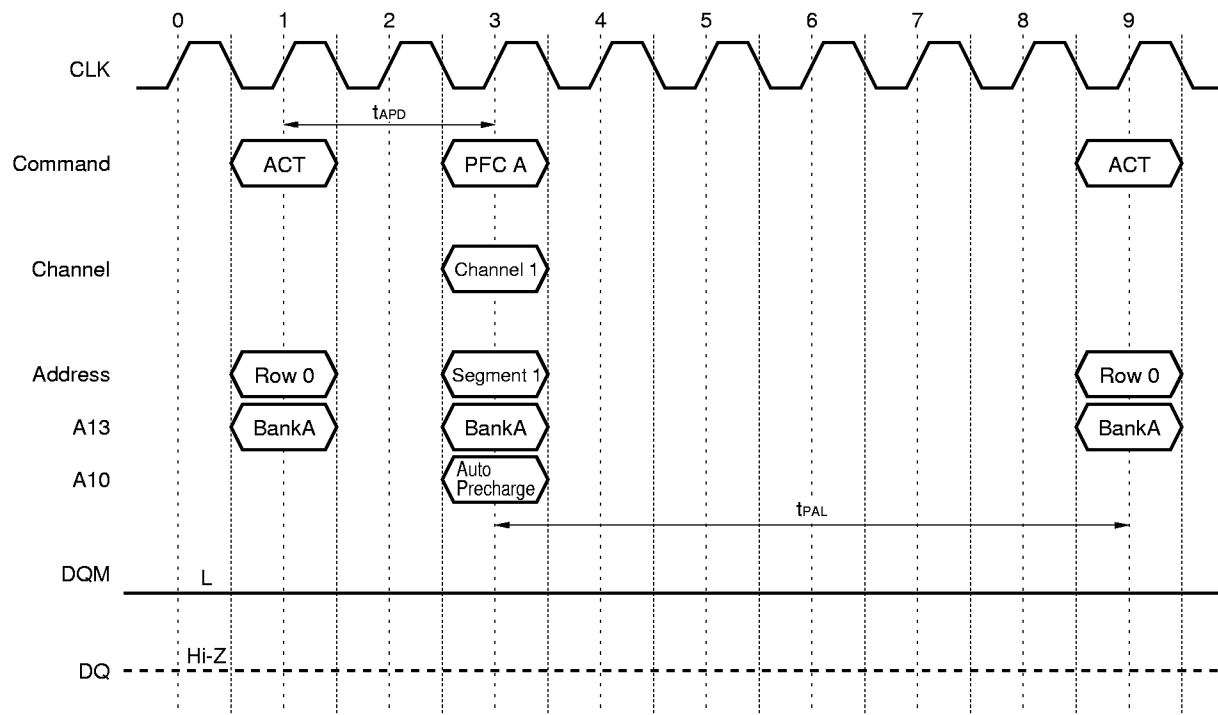 0 1 2 3 4 5 6 7 8 9
CLK
tAPD
Command ACT PFC A ACT
Channel Channel 1
Address Row 0 Segment 1 Row 0
A13 BankA BankA BankA
A10 Auto Precharge
tPAL
DQM L
DQ Hi-Z